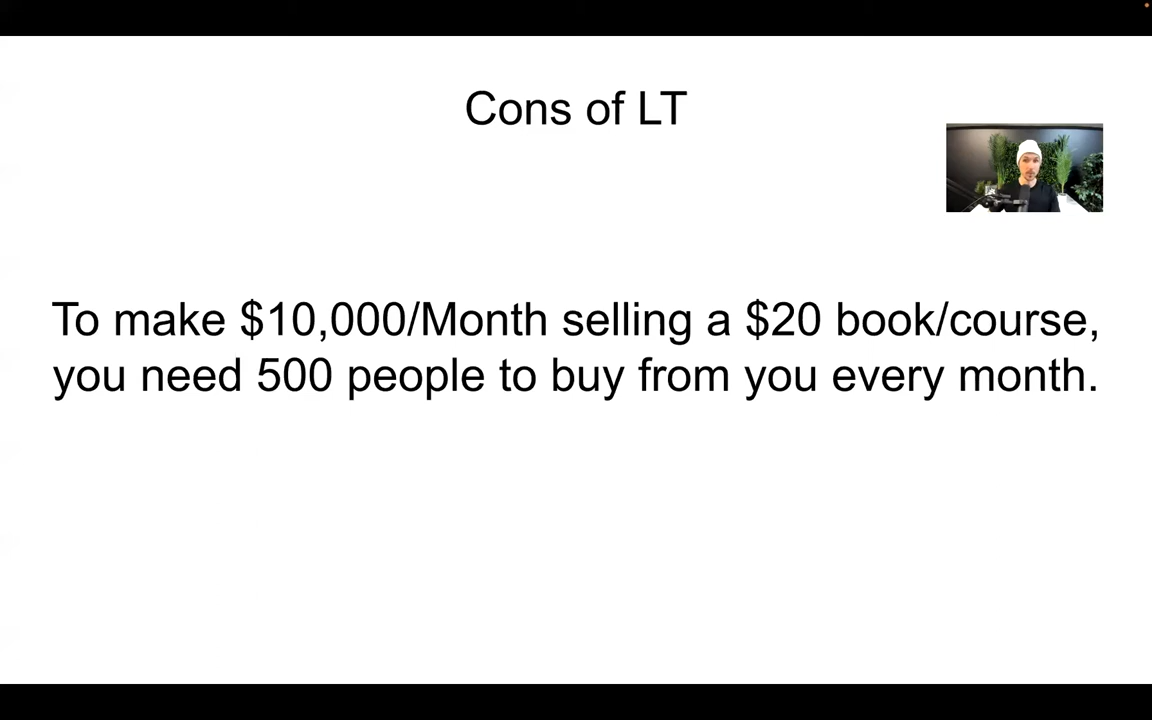 Cons of LT
To make $10,000/Month selling a $20 book/course,
you need 500 people to buy from you every month.